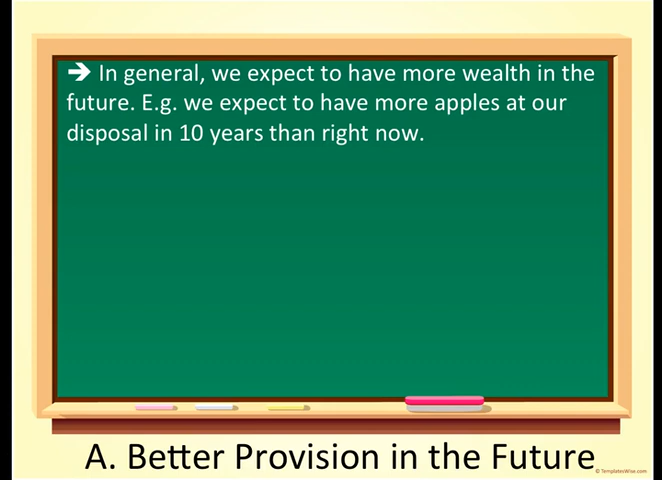 ➔ In general, we expect to have more wealth in the
future. E.g. we expect to have more apples at our
disposal in 10 years than right now.
A. Better Provision in the Future
© TemplatesWise.com